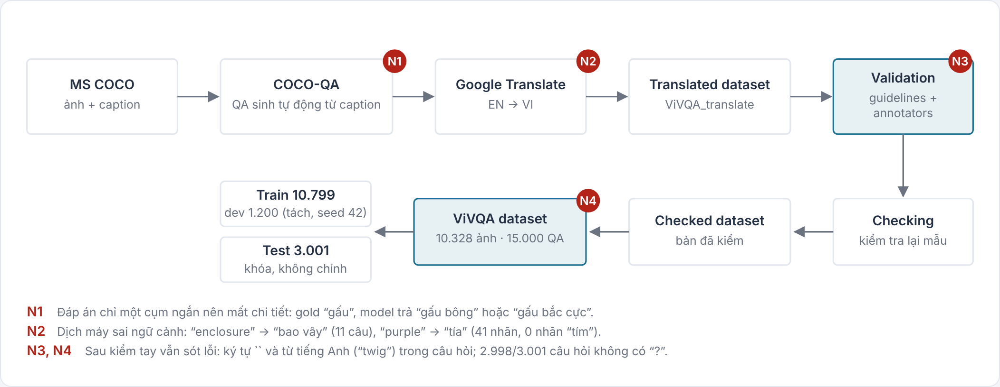 MS COCO
ảnh + caption
N1
COCO-QA
QA sinh tự động từ caption
N2
Google Translate
EN → VI
Translated dataset
ViVQA_translate
N3
Validation
guidelines +
annotators
Train 10.799
dev 1.200 (tách, seed 42)
Test 3.001
khóa, không chỉnh
N4
ViVQA dataset
10.328 ảnh · 15.000 QA
Checked dataset
bản đã kiểm
Checking
kiểm tra lại mẫu
N1 Đáp án chỉ một cụm ngắn nên mất chi tiết: gold “gấu”, model trả “gấu bông” hoặc “gấu bắc cực”.
N2 Dịch máy sai ngữ cảnh: “enclosure” → “bao vây” (11 câu), “purple” → “tía” (41 nhãn, 0 nhãn “tím”).
N3, N4 Sau kiểm tay vẫn sót lỗi: ký tự `` và từ tiếng Anh (“twig”) trong câu hỏi; 2.998/3.001 câu hỏi không có “?”.